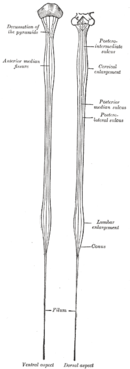 Decussation of
the pyramids
Anterior median
fissure
Postero-
intermediate
sulcus
Cervical
enlargement
Posterior
median sulcus
Postero-
lateral sulcus
Lumbar
enlargement
Conus
Filum
Ventral aspect
Dorsal aspect